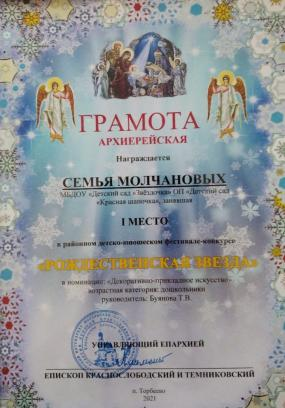 ГРАМОТА
АРХИЕРЕЙСКАЯ
Награждается
СЕМЬЯ МОЛЧАНОВЫХ
МБДОУ «Детский сад «Звёздочка» ОП «Детский сад
«Красная шапочка», занявшая
I МЕСТО
в районном детско-юношеском фестивале-конкурсе
«РОЖДЕСТВЕНСКАЯ ЗВЕЗДА»
в номинации: «Декоративно-прикладное искусство»
возрастная категория: дошкольники
руководитель: Буянова Т.В.
УПРАВЛЯЮЩИЙ ЕПАРХИЕЙ
ЕПИСКОП КРАСНОСЛОБОДСКИЙ И ТЕМНИКОВСКИЙ
п. Торбеево
2021